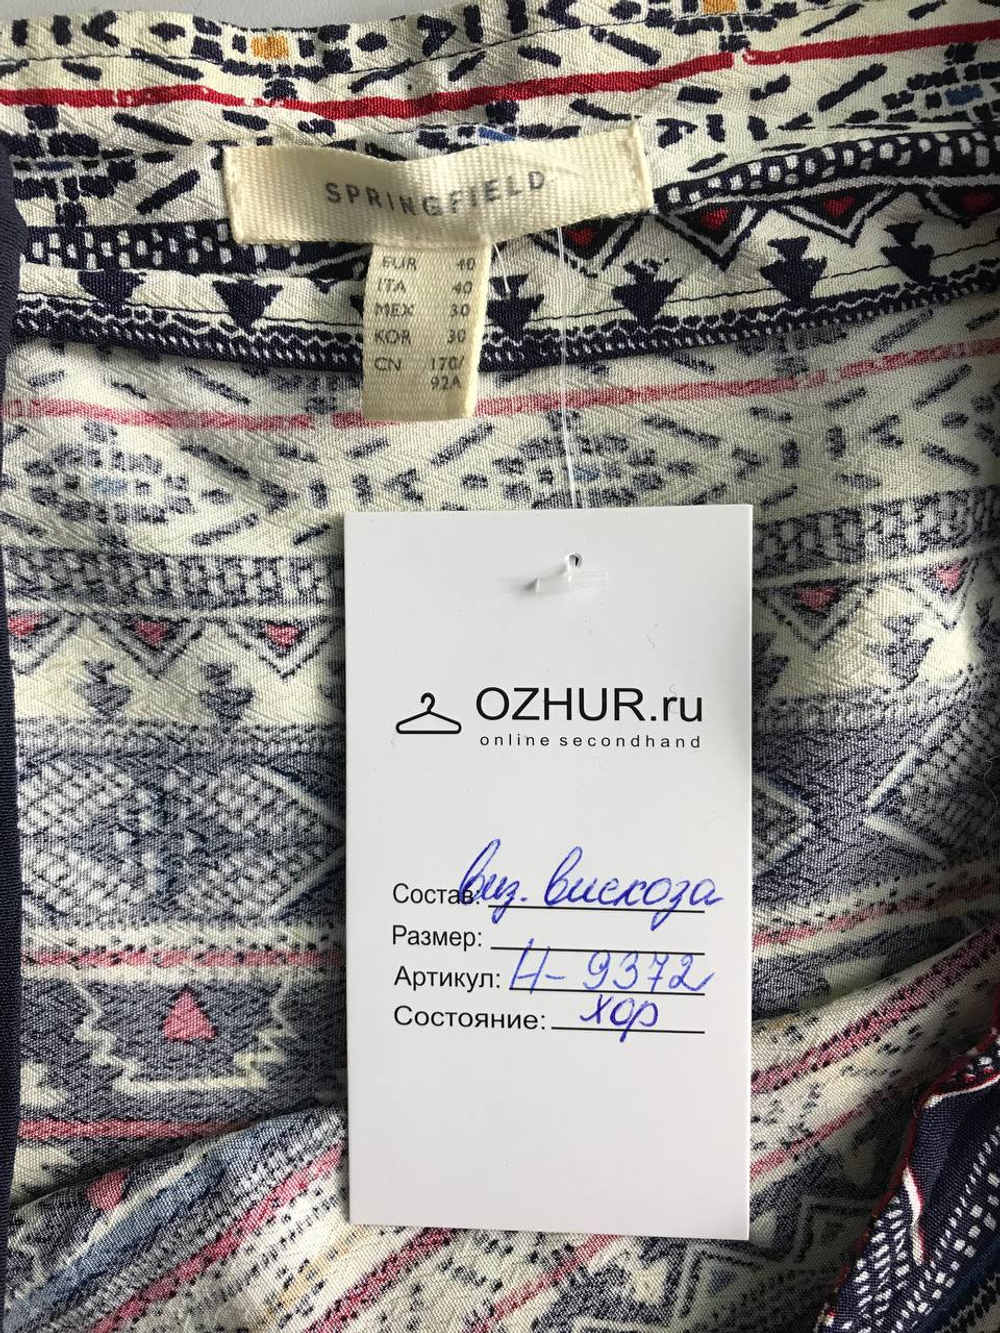 SPRINGFIELD
EUR 40
ITA 40
MEX 30
KOR 30
CN 170/
92A
OZHUR.ru
online secondhand
Состав: виз. вискоза
Размер:
Артикул: Н-9372
Состояние: хор